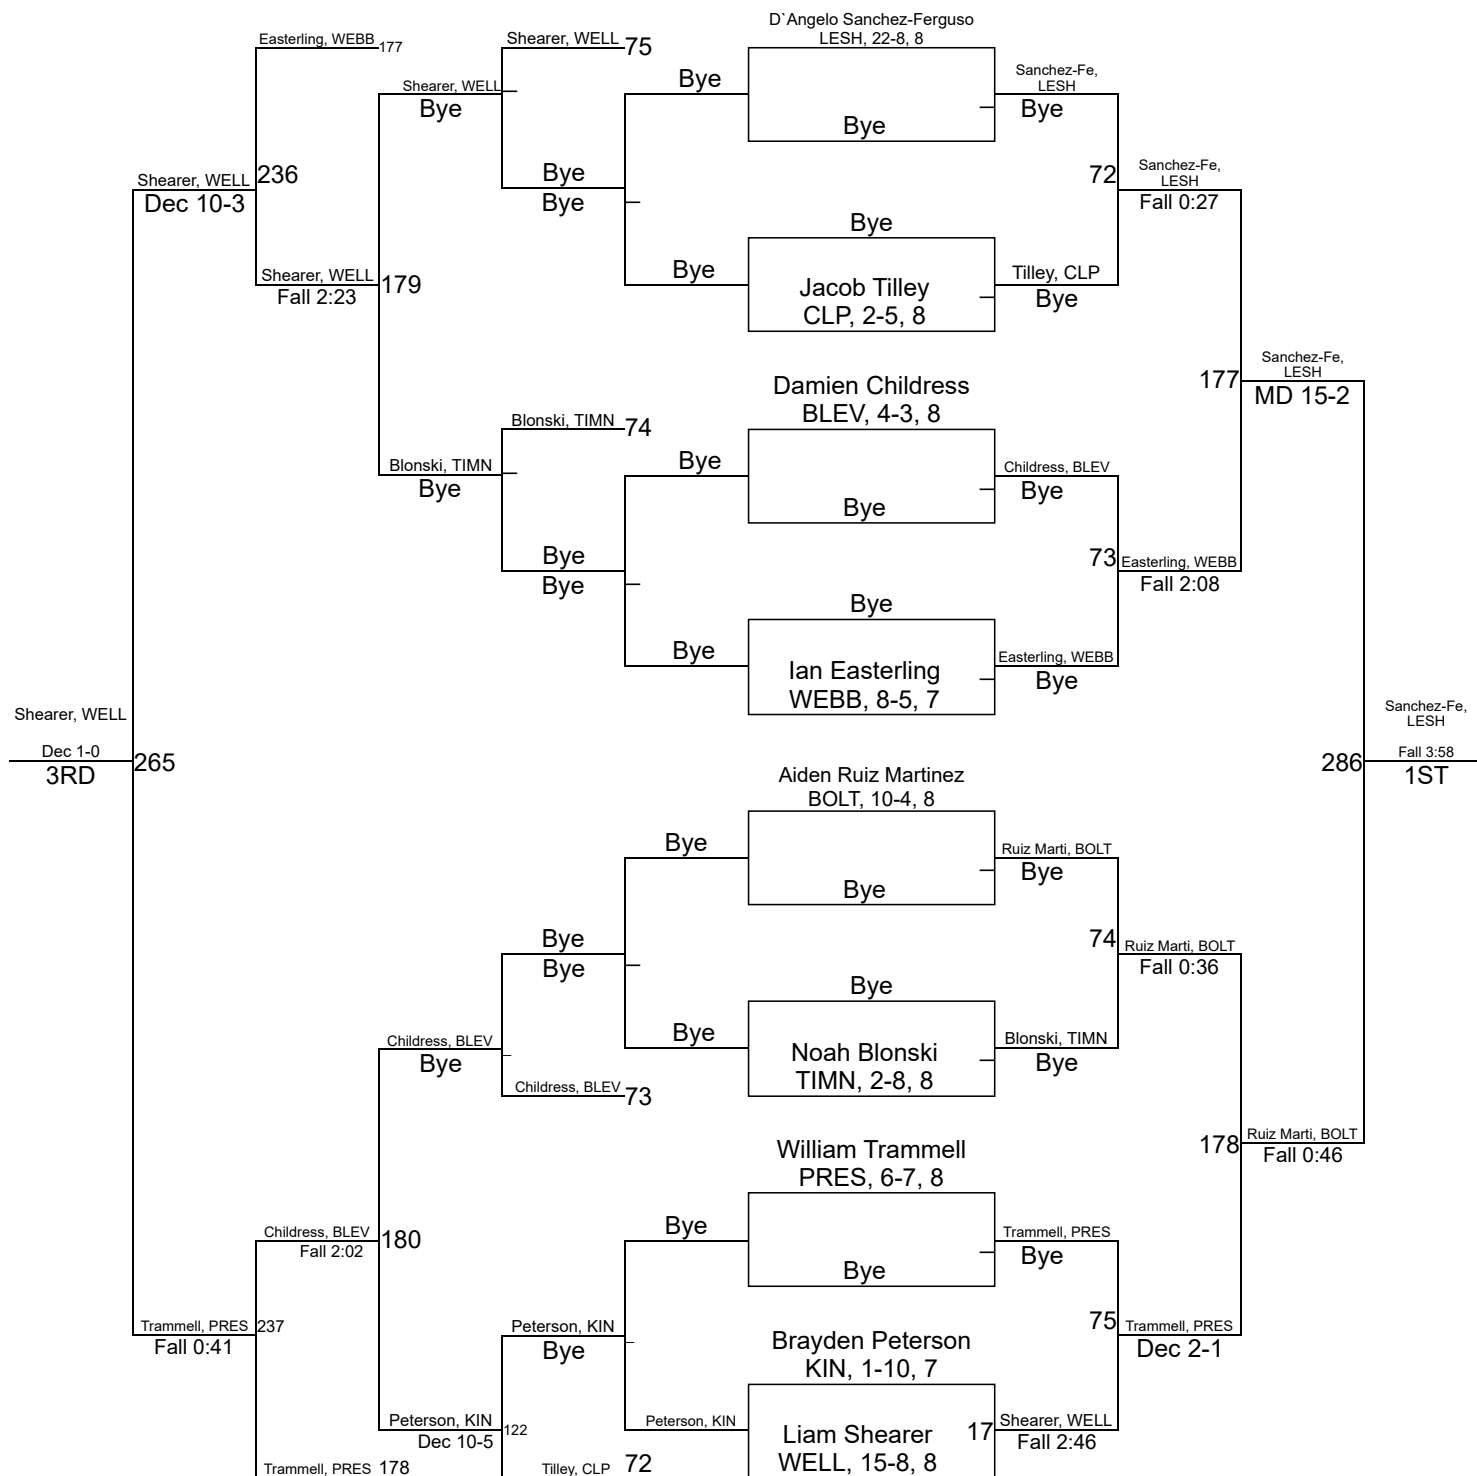 D`Angelo Sanchez-Ferguso
LESH, 22-8, 8
Easterling, WEBB 177
Shearer, WELL 75
Bye
Sanchez-Fe,
LESH
Shearer, WELL
Bye
Bye
Bye
Shearer, WELL 236
Dec 10-3
Bye
Bye
72
Sanchez-Fe,
LESH
Fall 0:27
Bye
Shearer, WELL 179
Fall 2:23
Bye
Jacob Tilley
CLP, 2-5, 8
Tilley, CLP
Bye
177
Sanchez-Fe,
LESH
MD 15-2
Damien Childress
BLEV, 4-3, 8
Blonski, TIMN 74
Blonski, TIMN
Bye
Bye
Bye
Childress, BLEV
Bye
Bye
Bye
73
Easterling, WEBB
Fall 2:08
Bye
Bye
Ian Easterling
WEBB, 8-5, 7
Easterling, WEBB
Bye
Shearer, WELL
Dec 1-0
3RD
265
286
Sanchez-Fe,
LESH
Fall 3:58
1ST
Aiden Ruiz Martinez
BOLT, 10-4, 8
Bye
Bye
Ruiz Marti, BOLT
Bye
Bye
Bye
74
Ruiz Marti, BOLT
Fall 0:36
Bye
Childress, BLEV
Bye
Bye
Noah Blonski
TIMN, 2-8, 8
Blonski, TIMN
Bye
Childress, BLEV 73
William Trammell
PRES, 6-7, 8
178
Ruiz Marti, BOLT
Fall 0:46
Childress, BLEV 180
Fall 2:02
Bye
Bye
Trammell, PRES
Bye
Trammell, PRES 237
Fall 0:41
Peterson, KIN
Bye
Brayden Peterson
KIN, 1-10, 7
75
Trammell, PRES
Dec 2-1
Peterson, KIN 122
Dec 10-5
Peterson, KIN
Liam Shearer
WELL, 15-8, 8
17
Shearer, WELL
Fall 2:46
Trammell, PRES 178
Tilley, CLP 72